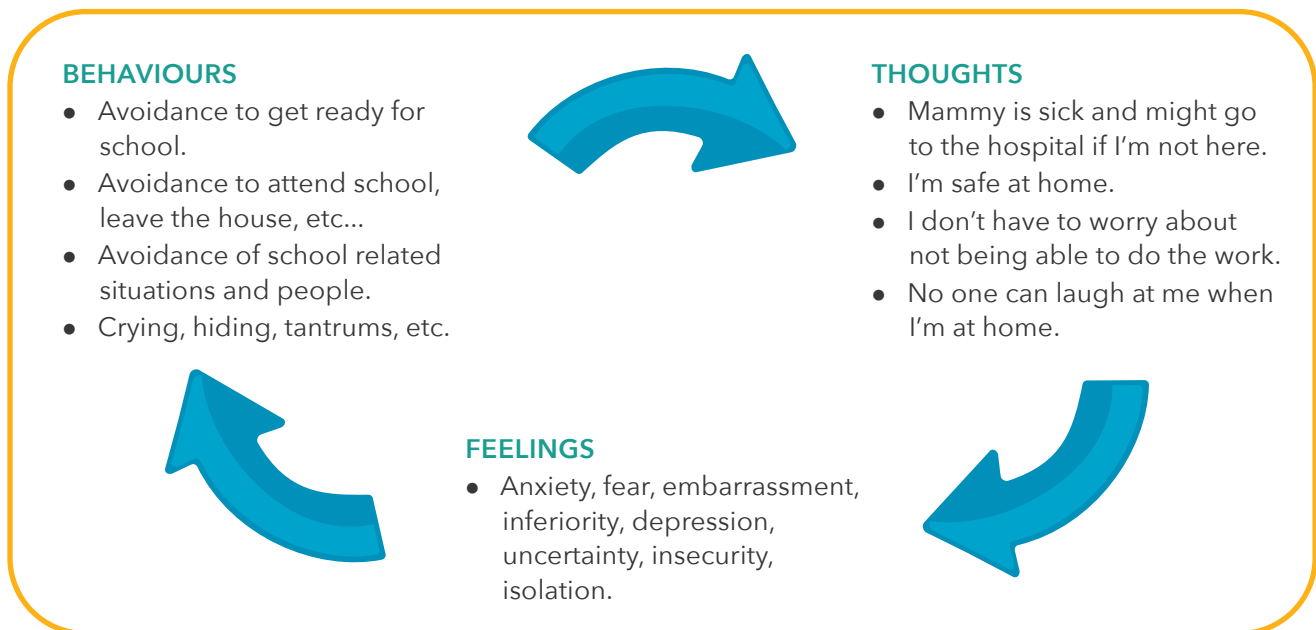 BEHAVIOURS
● Avoidance to get ready for
school.
● Avoidance to attend school,
leave the house, etc...
● Avoidance of school related
situations and people.
● Crying, hiding, tantrums, etc.
THOUGHTS
● Mammy is sick and might go
to the hospital if I’m not here.
● I’m safe at home.
● I don’t have to worry about
not being able to do the work.
● No one can laugh at me when
I’m at home.
FEELINGS
● Anxiety, fear, embarrassment,
inferiority, depression,
uncertainty, insecurity,
isolation.